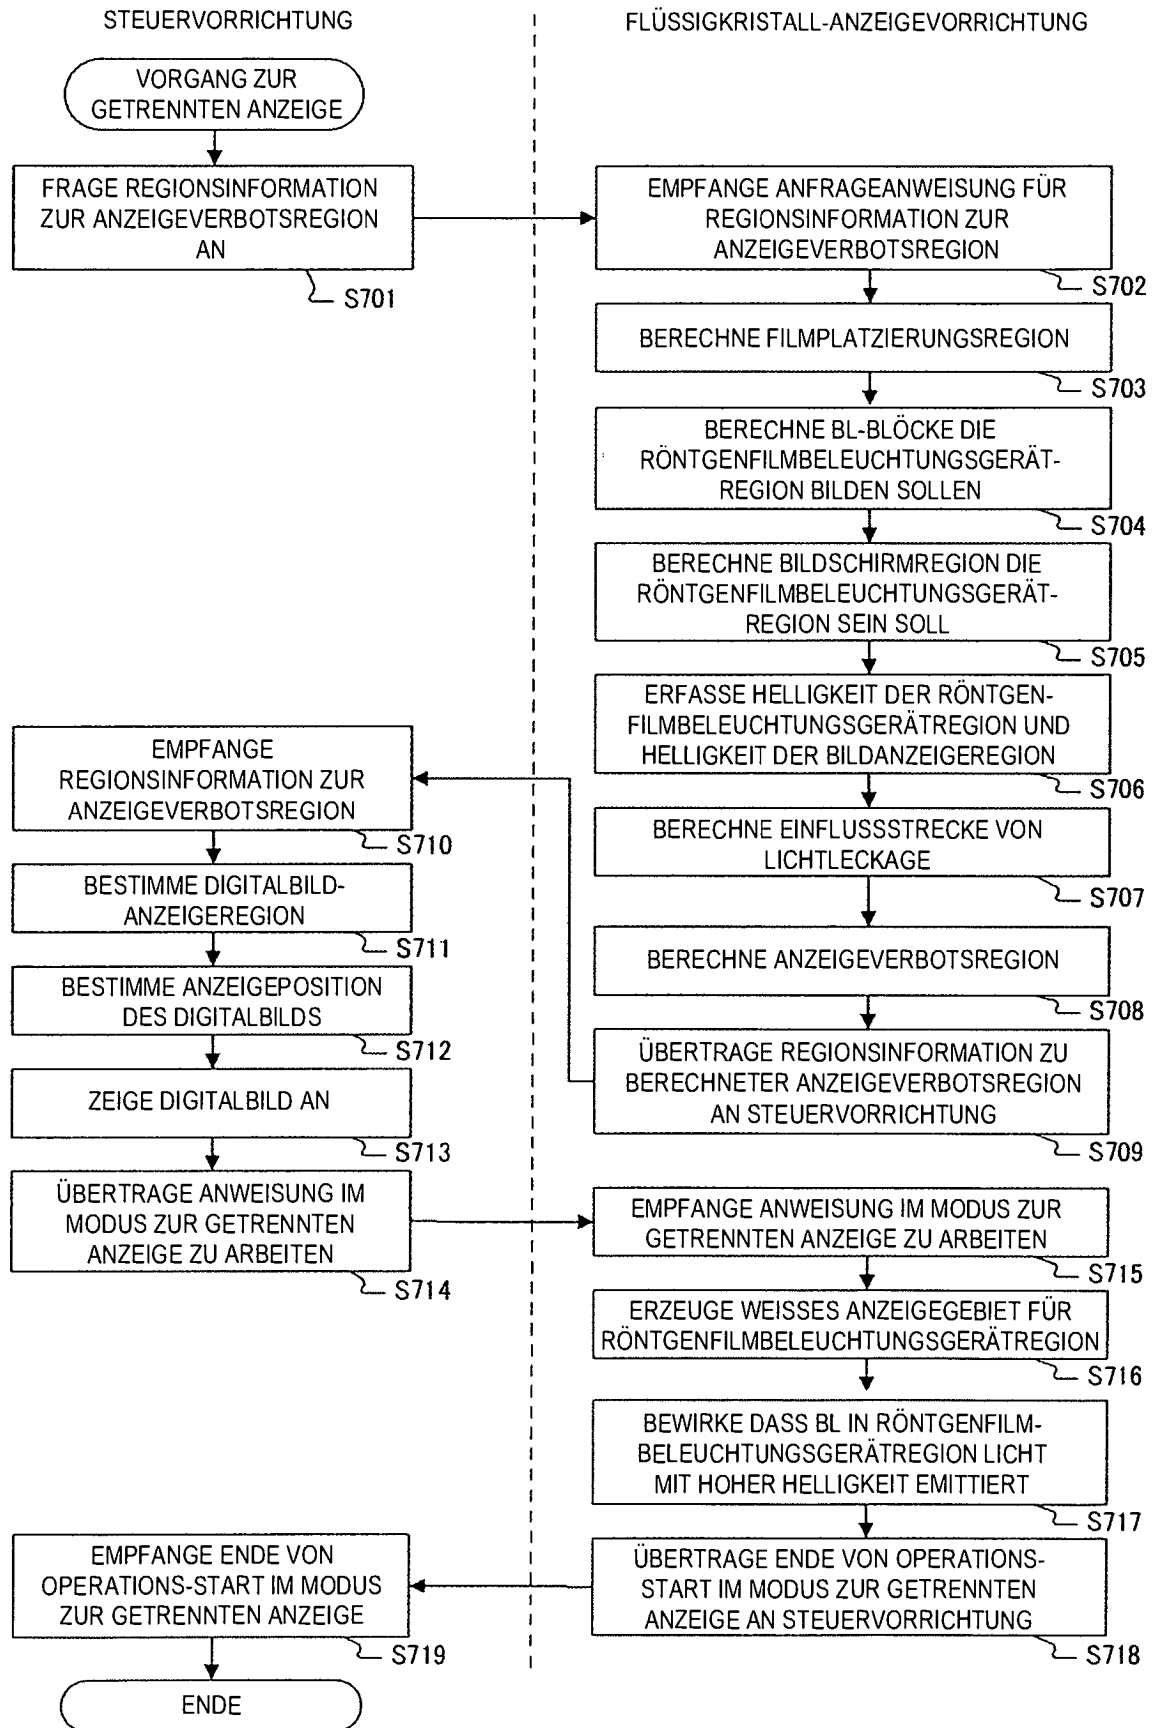 STEUERVORRICHTUNG
FLÜSSIGKRISTALL-ANZEIGEVORRICHTUNG
VORGANG ZUR
GETRENNTEN ANZEIGE
FRAGE REGIONSINFORMATION
ZUR ANZEIGEVERBOTSREGION
AN
S701
EMPFANGE ANFRAGEANWEISUNG FÜR
REGIONSINFORMATION ZUR
ANZEIGEVERBOTSREGION
S702
BERECHNE FILMPLATZIERUNGSREGION
S703
BERECHNE BL-BLÖCKE DIE
RÖNTGENFILMBELEUCHTUNGSGERÄT-
REGION BILDEN SOLLEN
S704
BERECHNE BILDSCHIRMREGION DIE
RÖNTGENFILMBELEUCHTUNGSGERÄT-
REGION SEIN SOLL
S705
ERFASSE HELLIGKEIT DER RÖNTGEN-
FILMBELEUCHTUNGSGERÄTREGION UND
HELLIGKEIT DER BILDANZEIGEREGION
S706
BERECHNE EINFLUSSSTRECKE VON
LICHTLECKAGE
S707
BERECHNE ANZEIGEVERBOTSREGION
S708
ÜBERTRAGE REGIONSINFORMATION ZU
BERECHNETER ANZEIGEVERBOTSREGION
AN STEUERVORRICHTUNG
S709
EMPFANGE
REGIONSINFORMATION ZUR
ANZEIGEVERBOTSREGION
S710
BESTIMME DIGITALBILD-
ANZEIGEREGION
S711
BESTIMME ANZEIGEPOSITION
DES DIGITALBILDS
S712
ZEIGE DIGITALBILD AN
S713
ÜBERTRAGE ANWEISUNG IM
MODUS ZUR GETRENNTEN
ANZEIGE ZU ARBEITEN
S714
EMPFANGE ANWEISUNG IM MODUS ZUR
GETRENNTEN ANZEIGE ZU ARBEITEN
S715
ERZEUGE WEISSES ANZEIGEGEBIET FÜR
RÖNTGENFILMBELEUCHTUNGSGERÄTREGION
S716
BEWIRKE DASS BL IN RÖNTGENFILM-
BELEUCHTUNGSGERÄTREGION LICHT
MIT HOHER HELLIGKEIT EMITTIERT
S717
ÜBERTRAGE ENDE VON OPERATIONS-
START IM MODUS ZUR GETRENNTEN
ANZEIGE AN STEUERVORRICHTUNG
S718
EMPFANGE ENDE VON
OPERATIONS-START IM MODUS
ZUR GETRENNTEN ANZEIGE
S719
ENDE